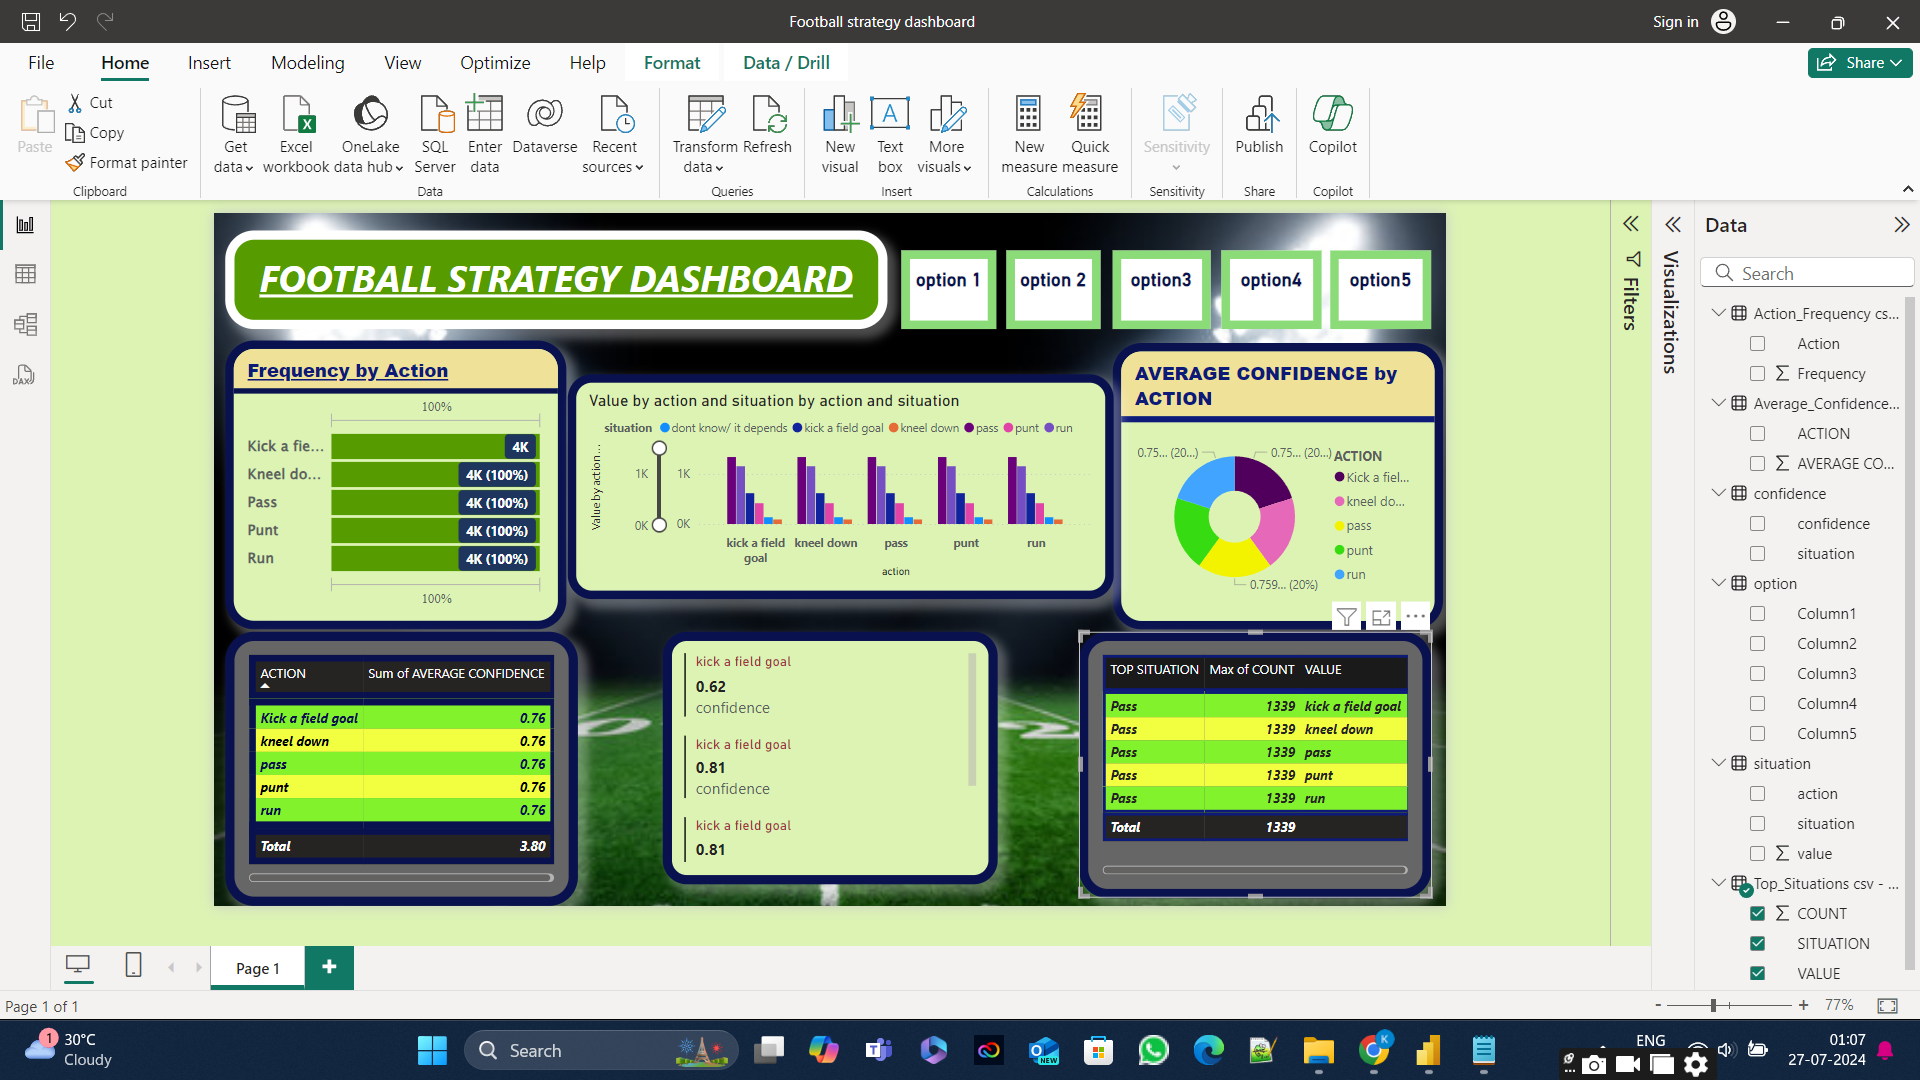 Football strategy dashboard
Sign in
File Home Insert Modeling View Optimize Help Format Data / Drill
Share
Paste
Cut
Copy
Format painter
Clipboard
Get data
Excel workbook
OneLake data hub
SQL Server
Enter data
Dataverse
Recent sources
Data
Transform data
Refresh
Queries
New visual
Text box
More visuals
Insert
New measure
Quick measure
Calculations
Sensitivity
Sensitivity
Publish
Share
Copilot
Copilot
FOOTBALL STRATEGY DASHBOARD
option 1
option 2
option3
option4
option5
Frequency by Action
100%
Kick a fie... 4K
Kneel do... 4K (100%)
Pass 4K (100%)
Punt 4K (100%)
Run 4K (100%)
100%
Value by action and situation by action and situation
situation dont know/ it depends kick a field goal kneel down pass punt run
Value by action...
1K 1K
0K 0K
kick a field goal
kneel down
pass
punt
run
action
AVERAGE CONFIDENCE by
ACTION
0.75... (20...)
0.75... (20...)
0.759... (20%)
ACTION
Kick a fiel...
kneel do...
pass
punt
run
ACTION Sum of AVERAGE CONFIDENCE
Kick a field goal 0.76
kneel down 0.76
pass 0.76
punt 0.76
run 0.76
Total 3.80
kick a field goal
0.62
confidence
kick a field goal
0.81
confidence
kick a field goal
0.81
TOP SITUATION Max of COUNT VALUE
Pass 1339 kick a field goal
Pass 1339 kneel down
Pass 1339 pass
Pass 1339 punt
Pass 1339 run
Total 1339
Filters
Visualizations
Data
Search
Action_Frequency cs...
Action
Frequency
Average_Confidence...
ACTION
AVERAGE CO...
confidence
confidence
situation
option
Column1
Column2
Column3
Column4
Column5
situation
action
situation
value
Top_Situations csv - ...
COUNT
SITUATION
VALUE
DAX
Page 1
Page 1 of 1
- + 77%
1
30°C
Cloudy
Search
NEW
K
ENG
01:07
27-07-2024